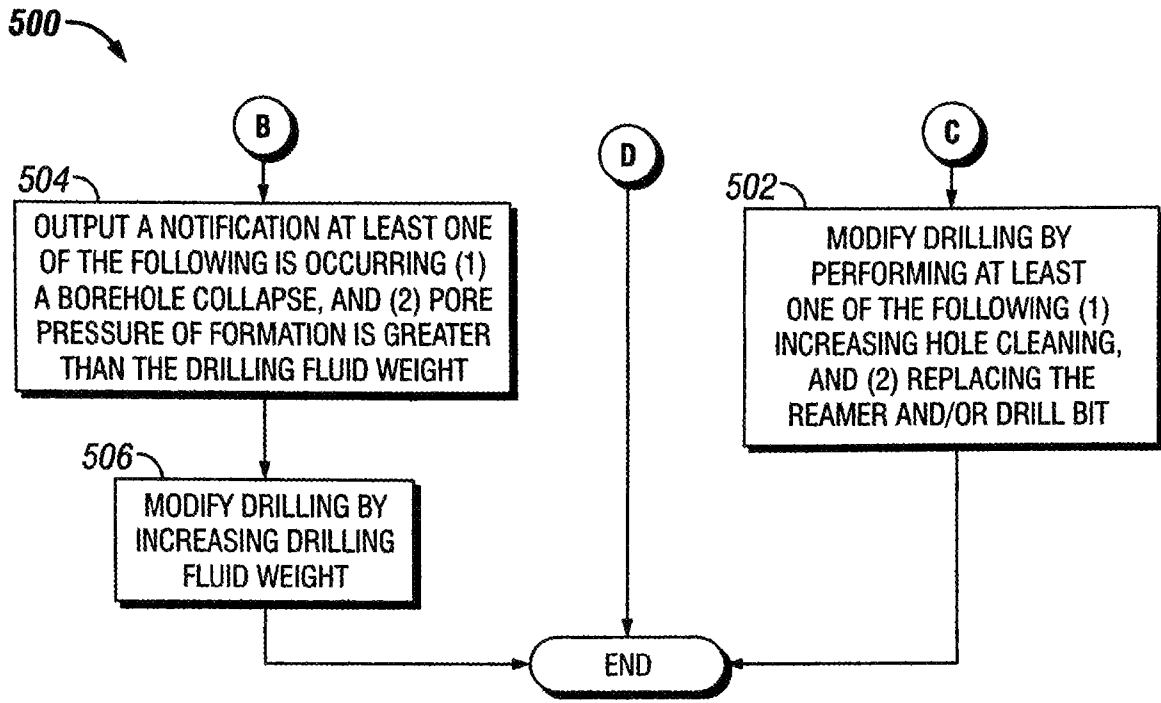 500
B
D
C
504
OUTPUT A NOTIFICATION AT LEAST ONE
OF THE FOLLOWING IS OCCURRING (1)
A BOREHOLE COLLAPSE, AND (2) PORE
PRESSURE OF FORMATION IS GREATER
THAN THE DRILLING FLUID WEIGHT
502
MODIFY DRILLING BY
PERFORMING AT LEAST
ONE OF THE FOLLOWING (1)
INCREASING HOLE CLEANING,
AND (2) REPLACING THE
REAMER AND/OR DRILL BIT
506
MODIFY DRILLING BY
INCREASING DRILLING
FLUID WEIGHT
END